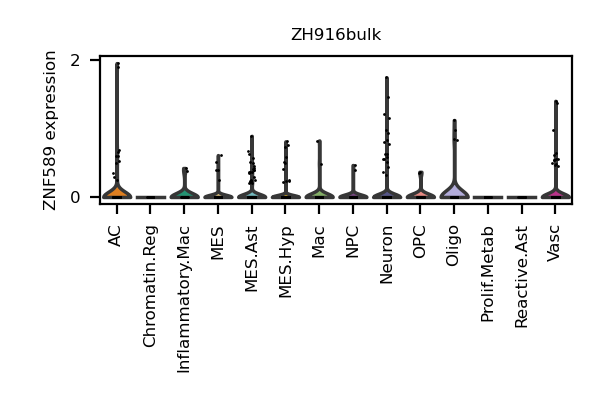 ZH916bulk
ZNF589 expression
2
0
AC
Chromatin.Reg
Inflammatory.Mac
MES
MES.Ast
MES.Hyp
Mac
NPC
Neuron
OPC
Oligo
Prolif.Metab
Reactive.Ast
Vasc